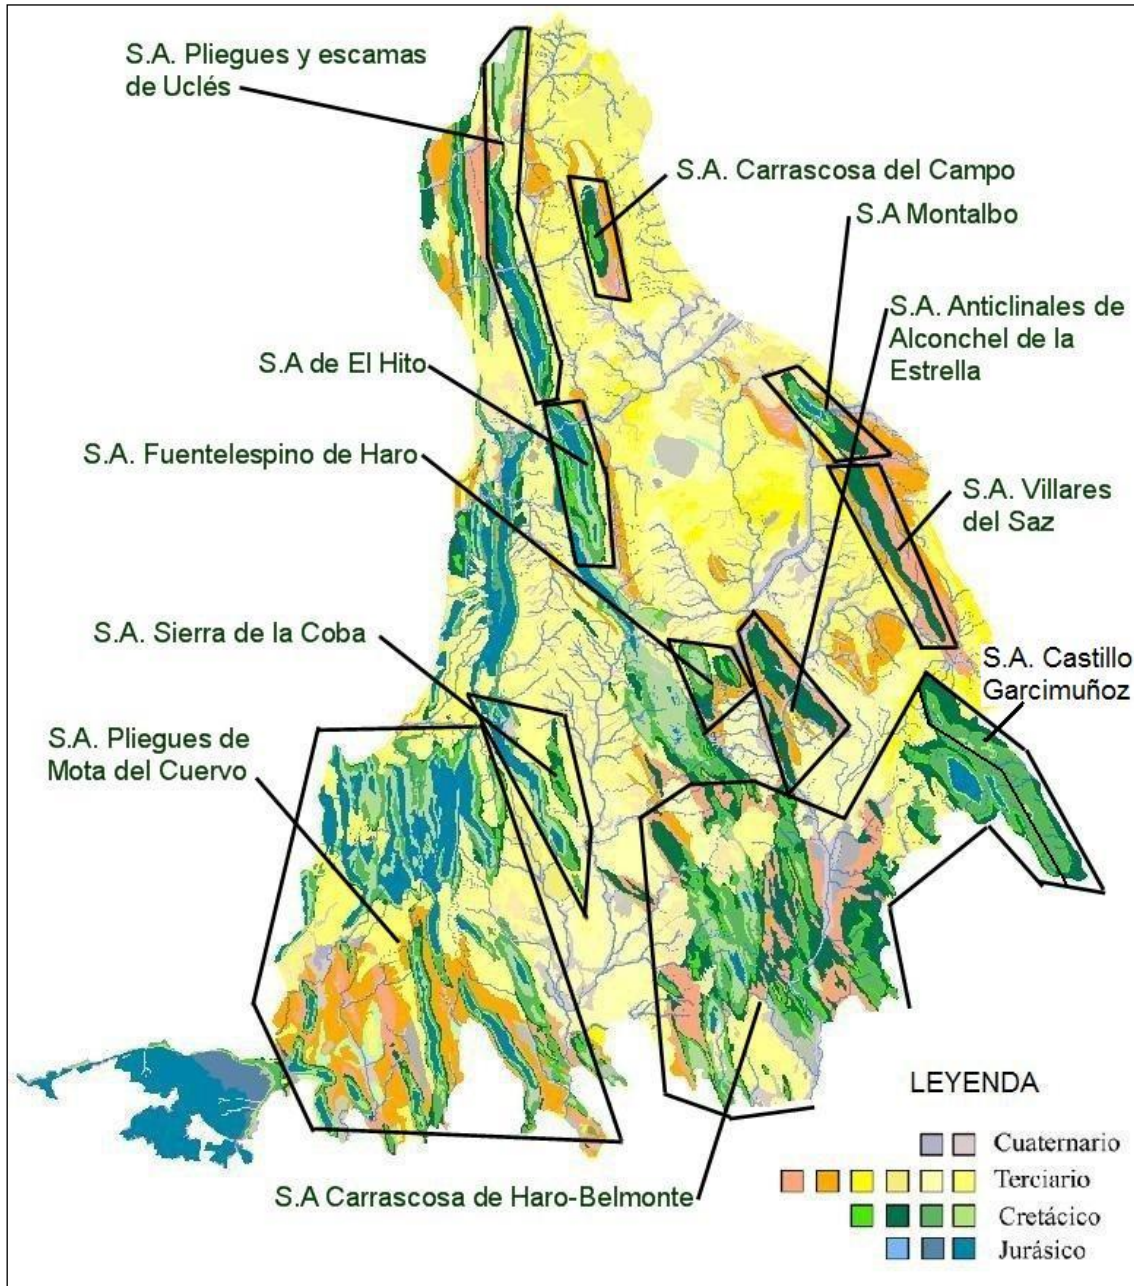 S.A. Pliegues y escamas
de Uclés
S.A. Carrascosa del Campo
S.A Montalbo
S.A. Anticlinales de
Alconchel de la
Estrella
S.A de El Hito
S.A. Fuentelespino de Haro
S.A. Villares
del Saz
S.A. Sierra de la Coba
S.A. Castillo
Garcimuñoz
S.A. Pliegues de
Mota del Cuervo
LEYENDA
Cuaternario
Terciario
Cretácico
Jurásico
S.A Carrascosa de Haro-Belmonte